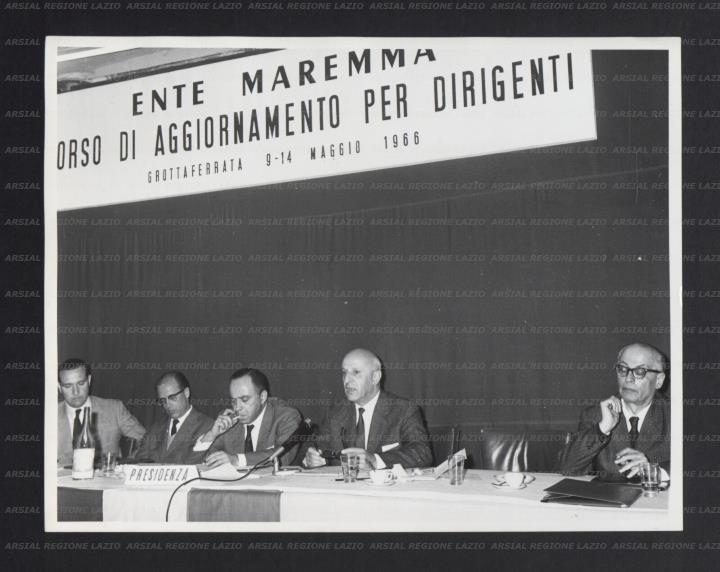 ENTE MAREMMA
ORSO DI AGGIORNAMENTO PER DIRIGENTI
GROTTAFERRATA 9-14 MAGGIO 1966
PRESIDENZA
ARSIAL REGIONE LAZIO